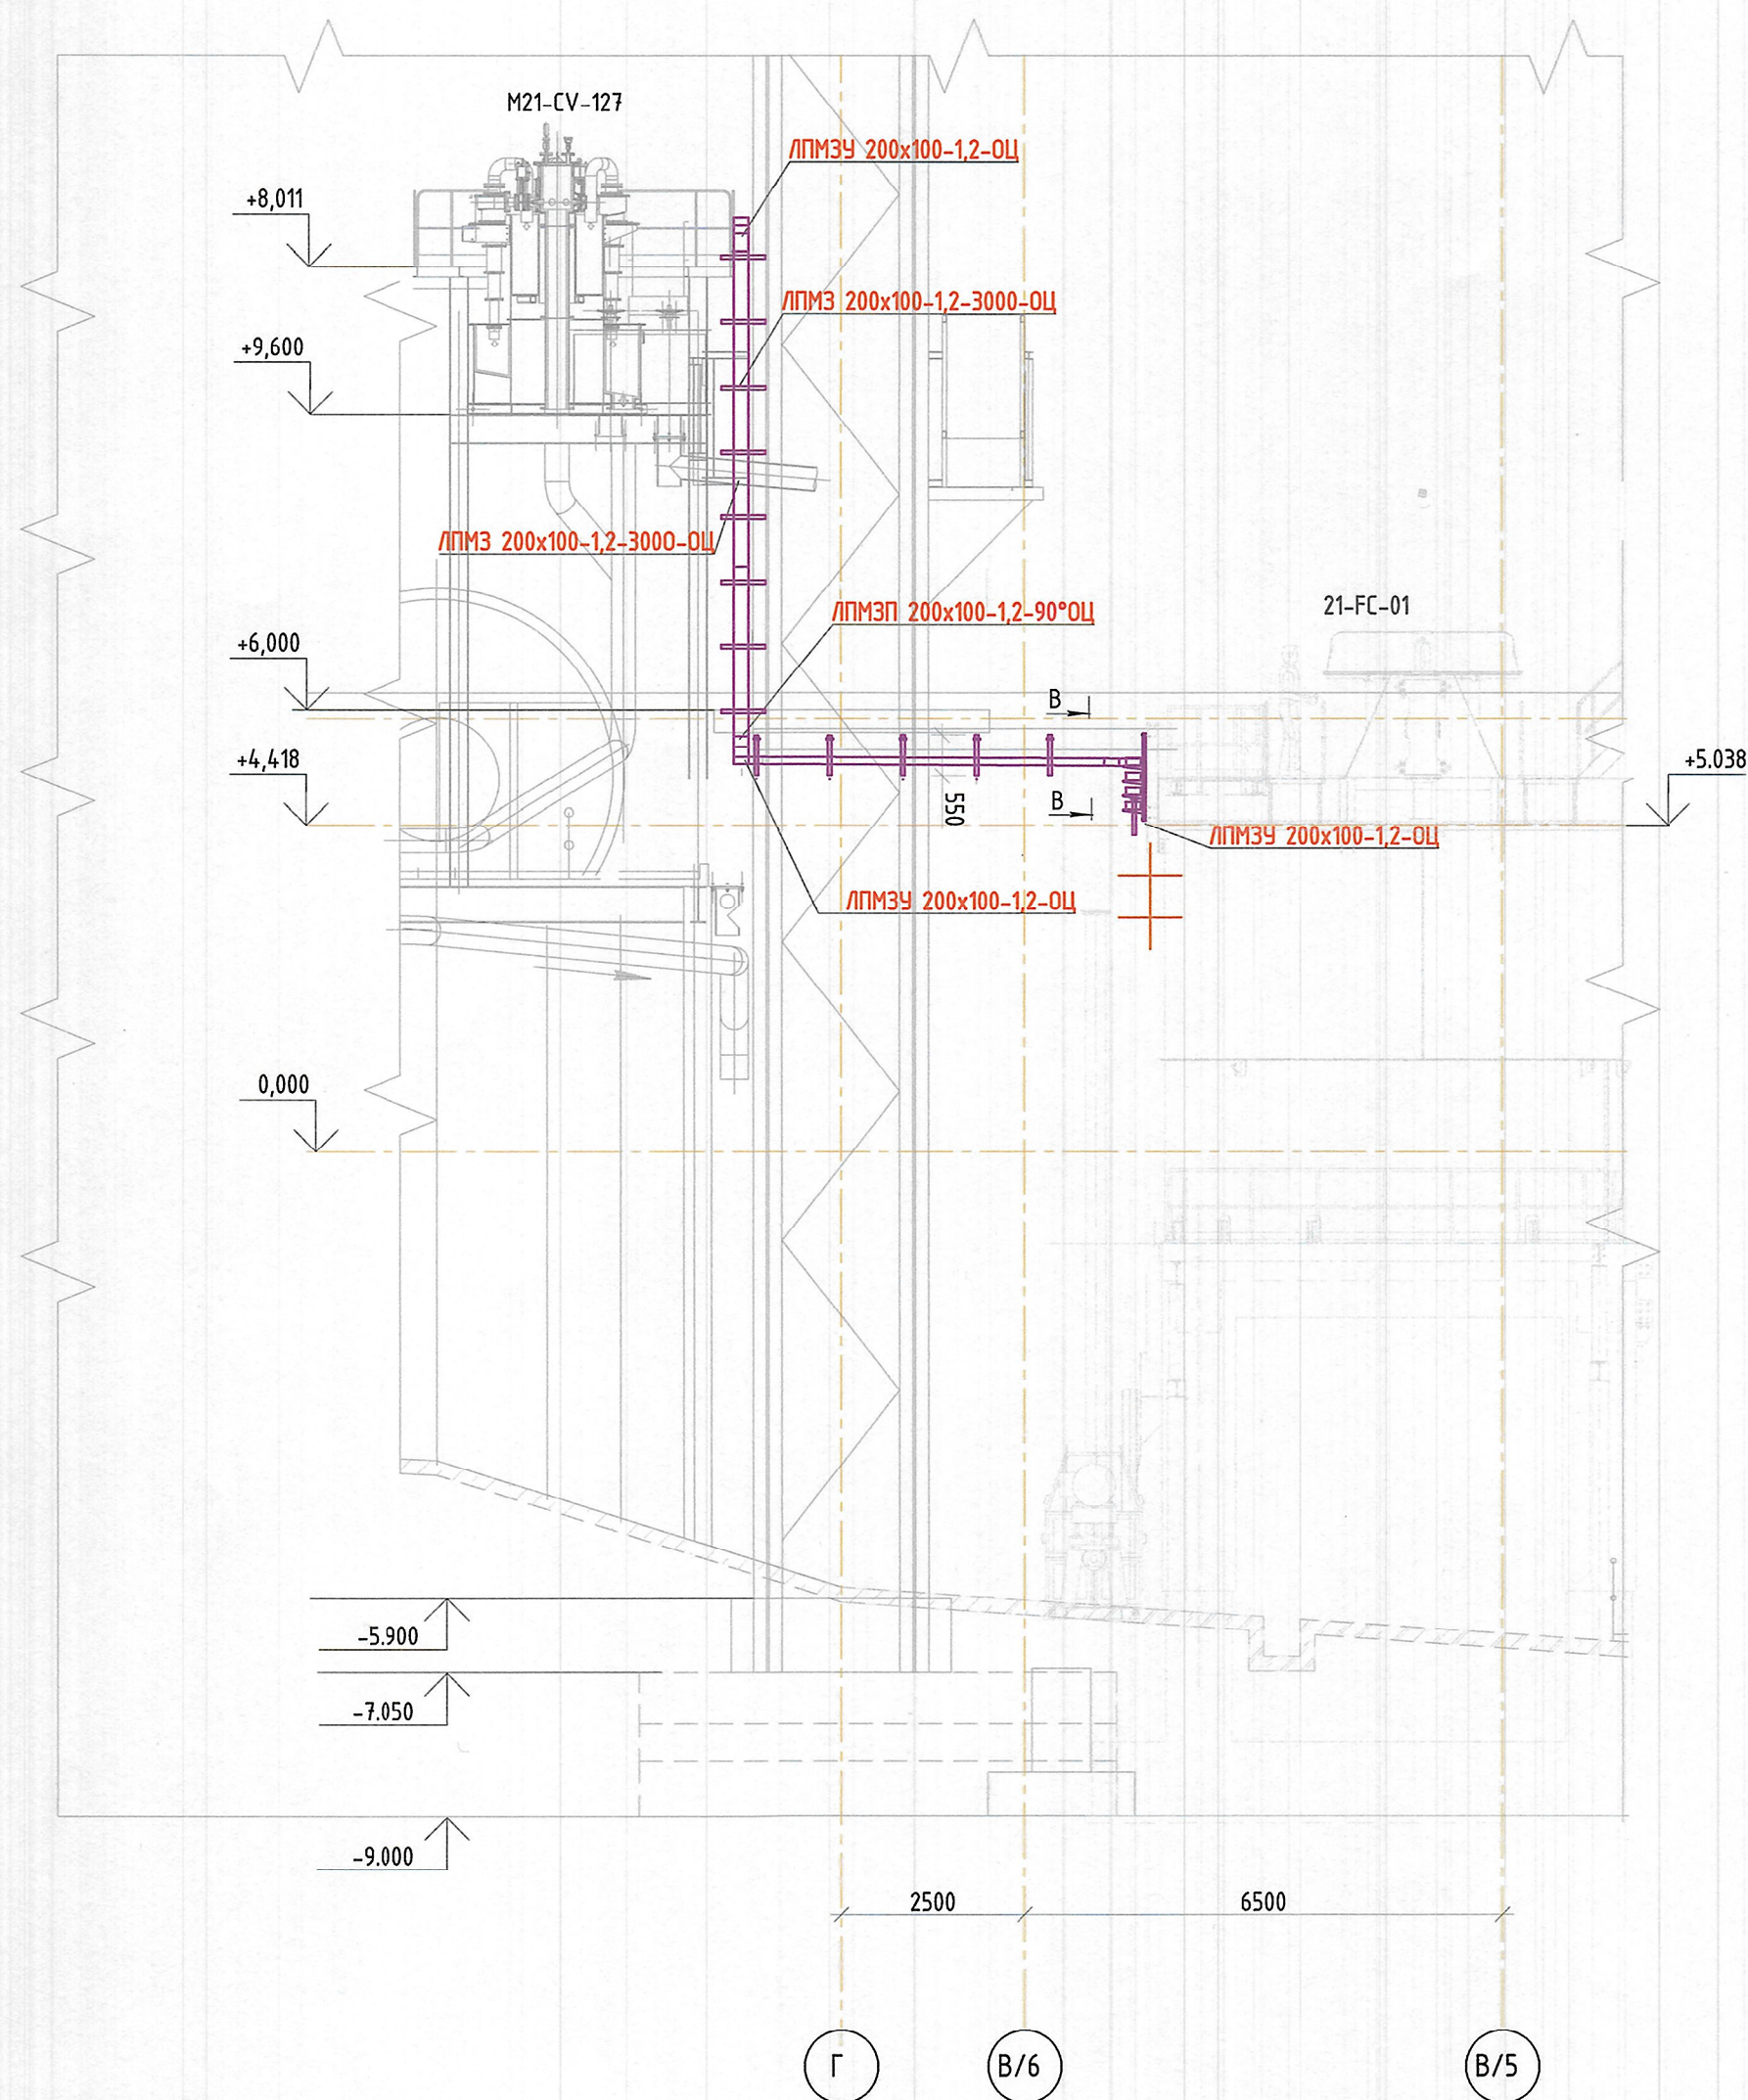 M21-CV-127
ЛПМЗУ 200x100-1,2-ОЦ
+8,011
ЛПМЗ 200x100-1,2-3000-ОЦ
+9,600
ЛПМЗ 200x100-1,2-3000-ОЦ
21-FC-01
ЛПМЗП 200x100-1,2-90°ОЦ
+6,000
В
+4,418
+5.038
550
В
ЛПМЗУ 200x100-1,2-ОЦ
ЛПМЗУ 200x100-1,2-ОЦ
0,000
-5.900
-7.050
-9.000
2500
6500
Г
В/6
В/5